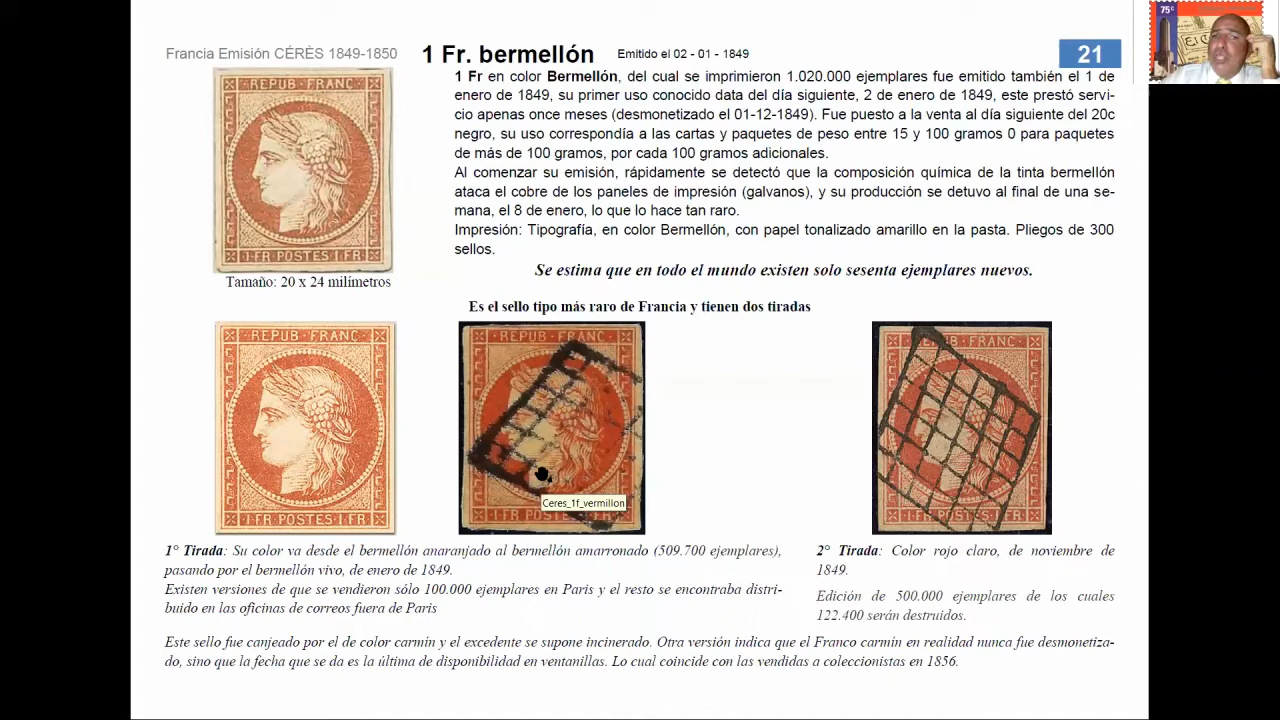 Francia Emisión CÉRÈS 1849-1850
1 Fr. bermellón
Emitido el 02 - 01 - 1849
21
75c
1 Fr en color Bermellón, del cual se imprimieron 1.020.000 ejemplares fue emitido también el 1 de
enero de 1849, su primer uso conocido data del día siguiente, 2 de enero de 1849, este prestó servi-
cio apenas once meses (desmonetizado el 01-12-1849). Fue puesto a la venta al día siguiente del 20c
negro, su uso correspondía a las cartas y paquetes de peso entre 15 y 100 gramos 0 para paquetes
de más de 100 gramos, por cada 100 gramos adicionales.
Al comenzar su emisión, rápidamente se detectó que la composición química de la tinta bermellón
ataca el cobre de los paneles de impresión (galvanos), y su producción se detuvo al final de una se-
mana, el 8 de enero, lo que lo hace tan raro.
Impresión: Tipografía, en color Bermellón, con papel tonalizado amarillo en la pasta. Pliegos de 300
sellos.
REPUB FRANC
1 FR POSTES 1 FR
Tamaño: 20 x 24 milímetros
Se estima que en todo el mundo existen solo sesenta ejemplares nuevos.
Es el sello tipo más raro de Francia y tienen dos tiradas
REPUB FRANC
1 FR POSTES 1 FR
REPUB FRANC
1 FR POSTES
Ceres_1f_vermillon
REPUB FRANC
1 FR POSTES 1 FR
1° Tirada: Su color va desde el bermellón anaranjado al bermellón amarronado (509.700 ejemplares),
pasando por el bermellón vivo, de enero de 1849.
Existen versiones de que se vendieron sólo 100.000 ejemplares en Paris y el resto se encontraba distri-
buido en las oficinas de correos fuera de Paris
2° Tirada: Color rojo claro, de noviembre de
1849.
Edición de 500.000 ejemplares de los cuales
122.400 serán destruidos.
Este sello fue canjeado por el de color carmín y el excedente se supone incinerado. Otra versión indica que el Franco carmín en realidad nunca fue desmonetiza-
do, sino que la fecha que se da es la última de disponibilidad en ventanillas. Lo cual coincide con las vendidas a coleccionistas en 1856.